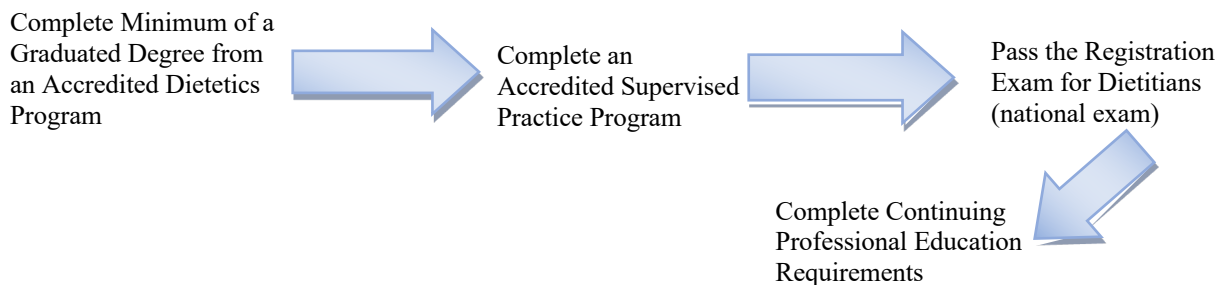 Complete Minimum of a
Graduated Degree from
an Accredited Dietetics
Program
Complete an
Accredited Supervised
Practice Program
Pass the Registration
Exam for Dietitians
(national exam)
Complete Continuing
Professional Education
Requirements